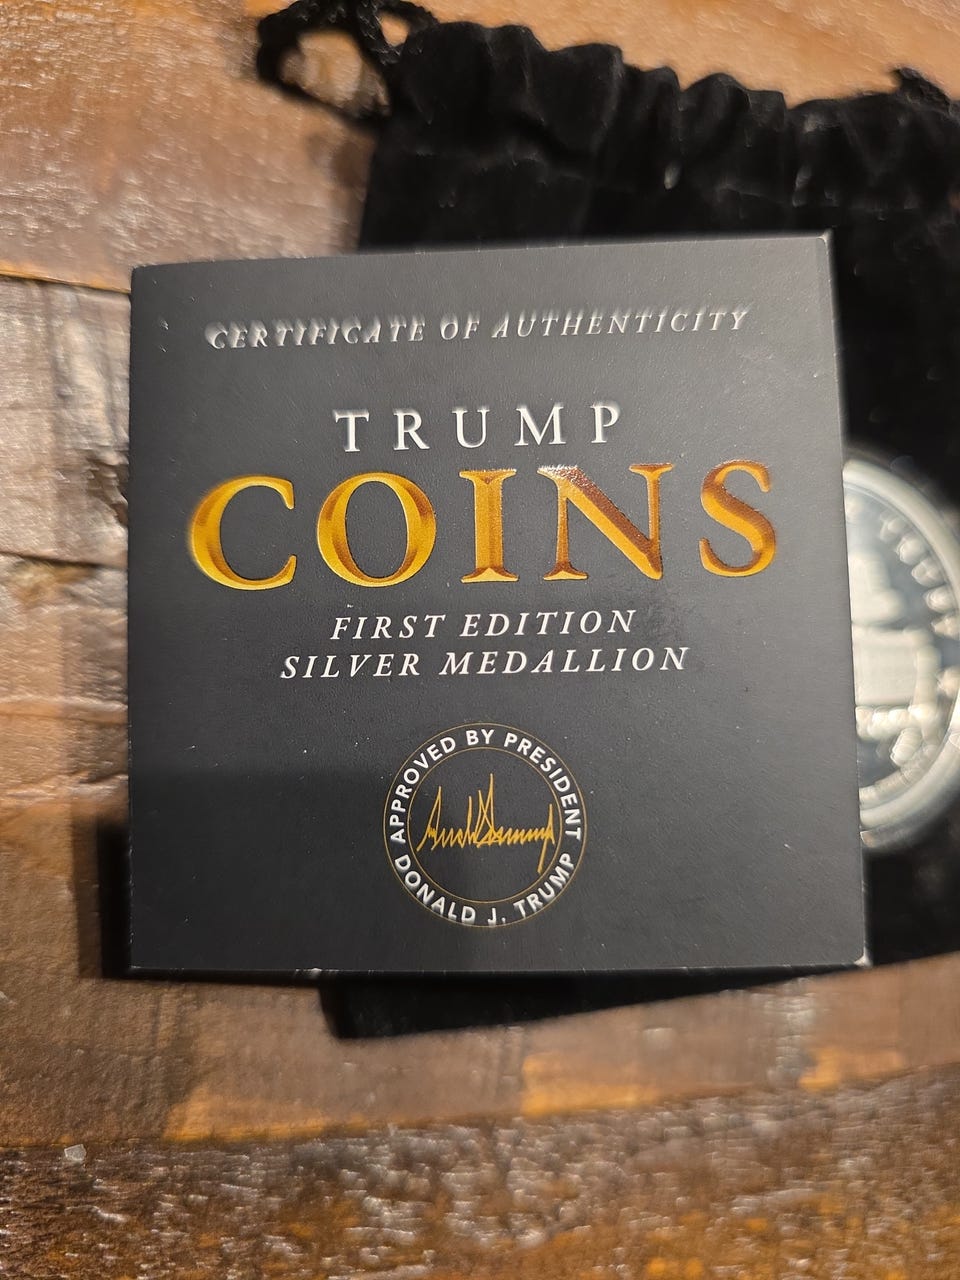 CERTIFICATE OF AUTHENTICITY
TRUMP
COINS
FIRST EDITION
SILVER MEDALLION
APPROVED BY PRESIDENT
DONALD J. TRUMP